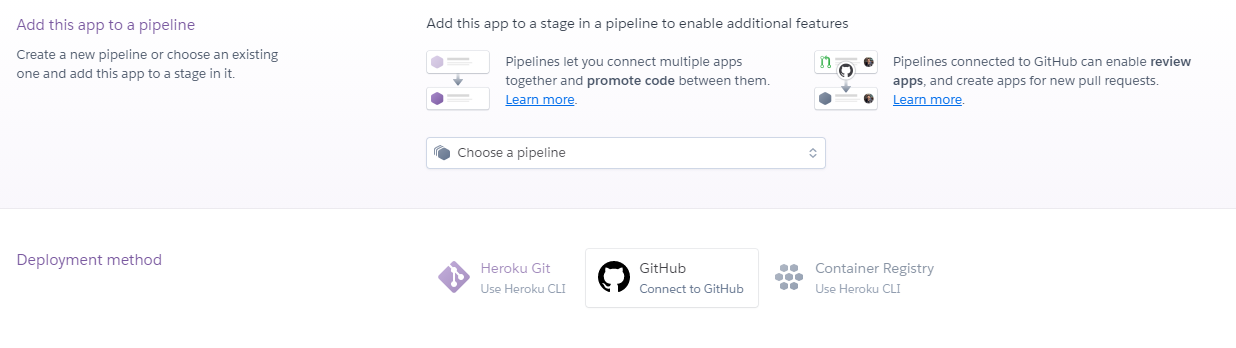 Add this app to a pipeline
Create a new pipeline or choose an existing
one and add this app to a stage in it.
Add this app to a stage in a pipeline to enable additional features
Pipelines let you connect multiple apps
together and promote code between them.
Learn more.
Pipelines connected to GitHub can enable review
apps, and create apps for new pull requests.
Learn more.
Choose a pipeline
Deployment method
Heroku Git
Use Heroku CLI
GitHub
Connect to GitHub
Container Registry
Use Heroku CLI